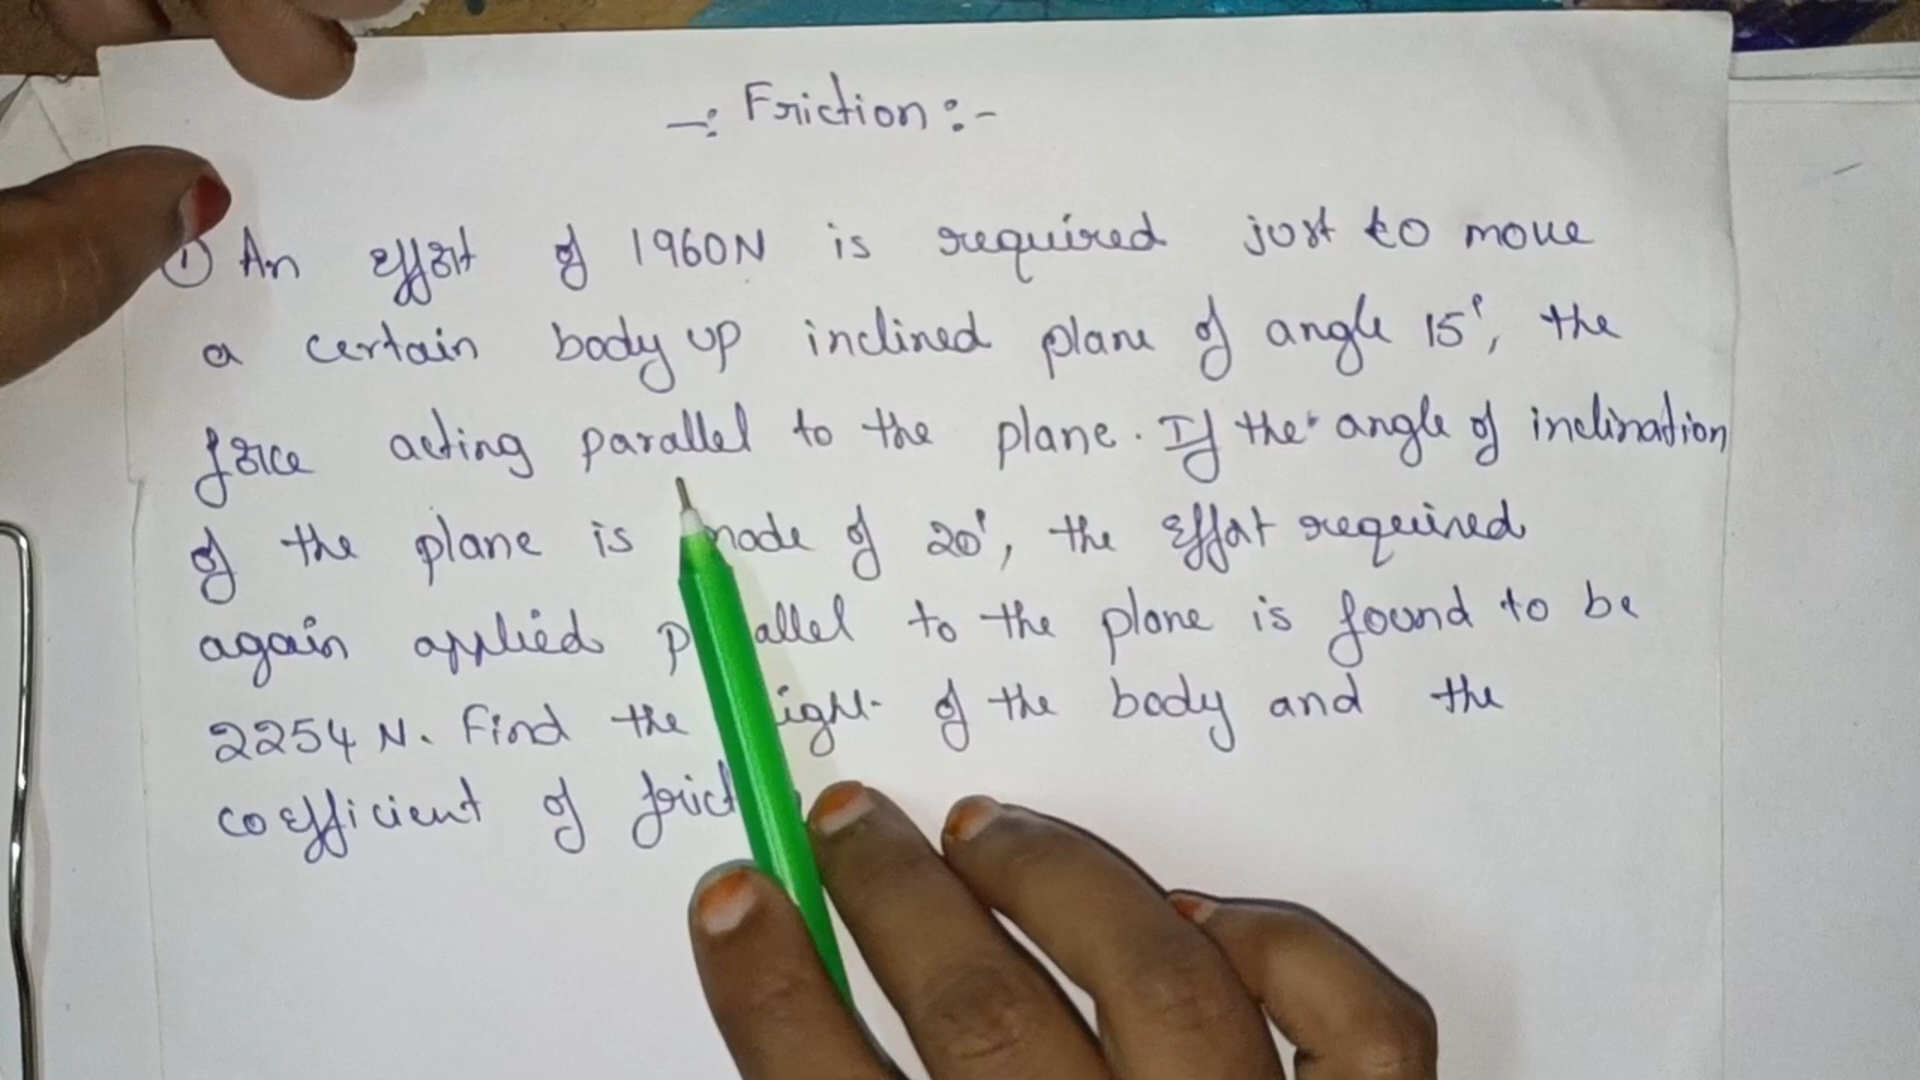 -: Friction :-
① An effort of 1960N is required just to move
a certain body up inclined plane of angle 15°, the
force acting parallel to the plane. If the angle of inclination
of the plane is made of 20°, the effort required
again applied to the plane is found to be
2254 N. Find the of the body and the
coefficient of